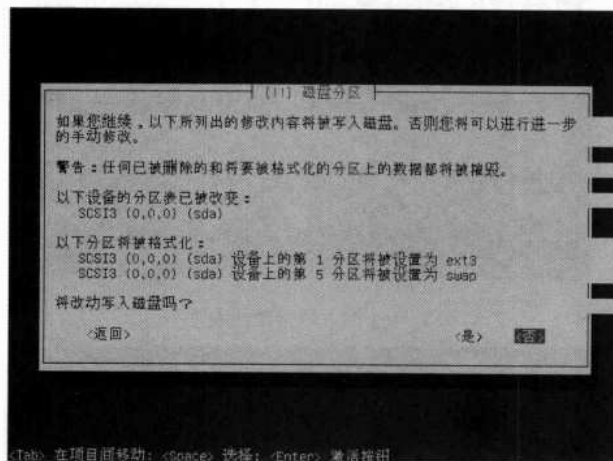 [!!] 磁盘分区
如果您继续，以下所列出的修改内容将被写入磁盘。否则您将可以进行进一步
的手动修改。
警告：任何已被删除的和将要被格式化的分区上的数据都将被摧毁。
以下设备的分区表已被改变：
SCSI3 (0,0,0) (sda)
以下分区将被格式化：
SCSI3 (0,0,0) (sda) 设备上的第 1 分区将被设置为 ext3
SCSI3 (0,0,0) (sda) 设备上的第 5 分区将被设置为 swap
将改动写入磁盘吗？
<返回> <是> <否>
<Tab> 在项目间移动; <Space> 选择; <Enter> 激活按钮